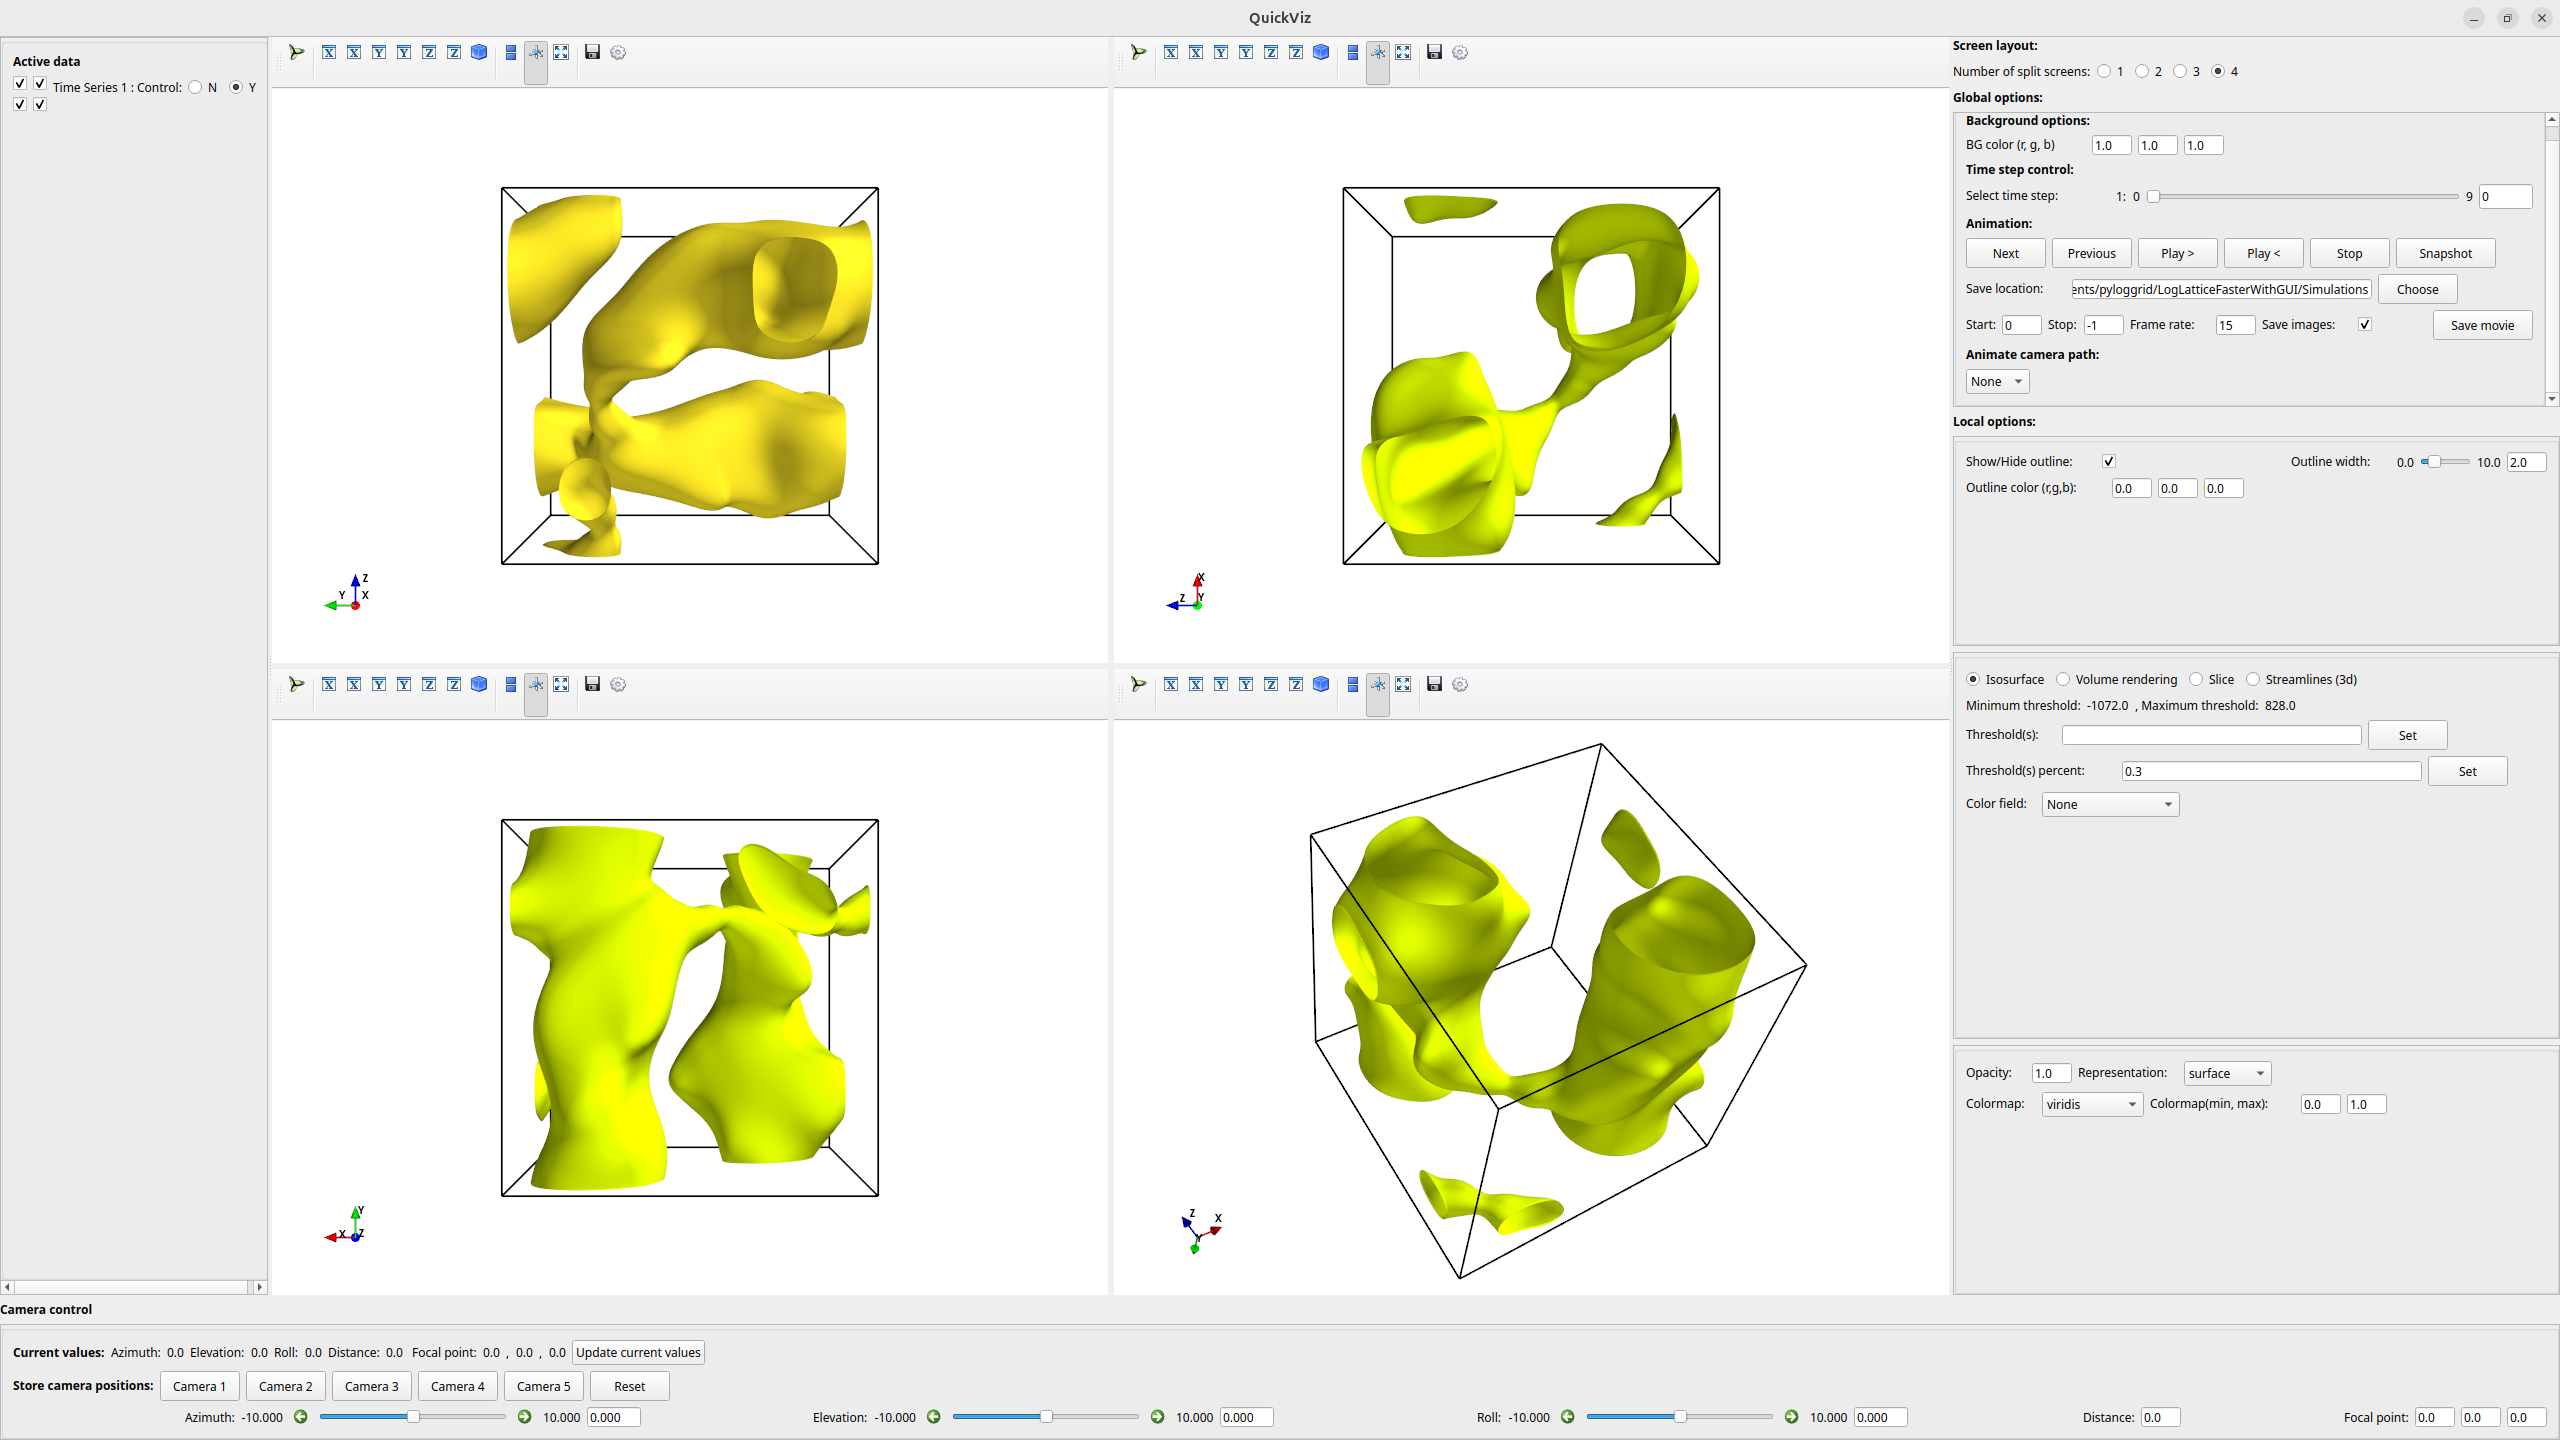 QuickViz
Active data
Time Series 1 : Control: N Y
X X Y Y Z Z
X X Y Y Z Z
Z
Y X
X
Z Y
X X Y Y Z Z
X X Y Y Z Z
Y
X Z
Z X
Y
Screen layout:
Number of split screens: 1 2 3 4
Global options:
Background options:
BG color (r, g, b) 1.0 1.0 1.0
Time step control:
Select time step: 1: 0 9 0
Animation:
Next Previous Play > Play < Stop Snapshot
Save location: ents/pyloggrid/LogLatticeFasterWithGUI/Simulations Choose
Start: 0 Stop: -1 Frame rate: 15 Save images: Save movie
Animate camera path:
None
Local options:
Show/Hide outline: Outline width: 0.0 10.0 2.0
Outline color (r,g,b): 0.0 0.0 0.0
Isosurface Volume rendering Slice Streamlines (3d)
Minimum threshold: -1072.0 , Maximum threshold: 828.0
Threshold(s): Set
Threshold(s) percent: 0.3 Set
Color field: None
Opacity: 1.0 Representation: surface
Colormap: viridis Colormap(min, max): 0.0 1.0
Camera control
Current values: Azimuth: 0.0 Elevation: 0.0 Roll: 0.0 Distance: 0.0 Focal point: 0.0 , 0.0 , 0.0 Update current values
Store camera positions: Camera 1 Camera 2 Camera 3 Camera 4 Camera 5 Reset
Azimuth: -10.000 10.000 0.000 Elevation: -10.000 10.000 0.000 Roll: -10.000 10.000 0.000 Distance: 0.0 Focal point: 0.0 0.0 0.0